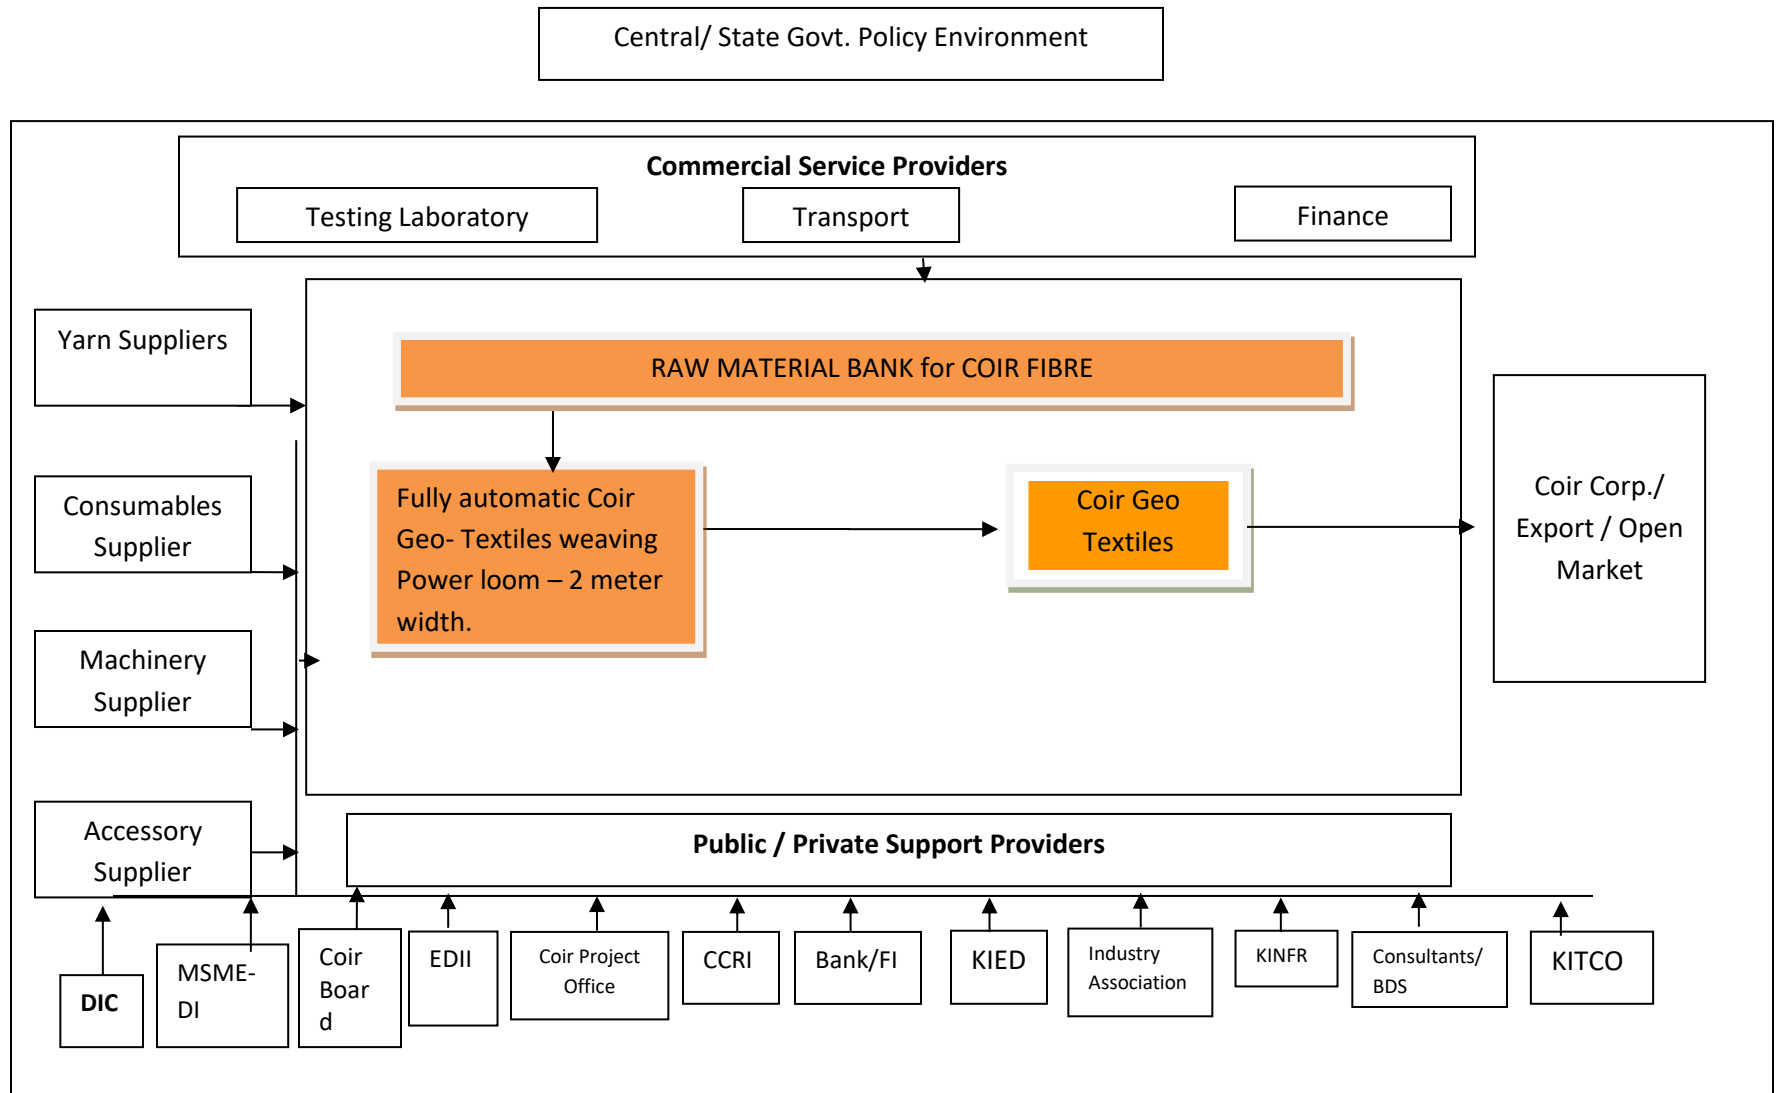 Central/ State Govt. Policy Environment
Commercial Service Providers
Testing Laboratory
Transport
Finance
Yarn Suppliers
RAW MATERIAL BANK for COIR FIBRE
Consumables
Supplier
Fully automatic Coir
Geo- Textiles weaving
Power loom – 2 meter
width.
Coir Geo
Textiles
Coir Corp./
Export / Open
Market
Machinery
Supplier
Accessory
Supplier
Public / Private Support Providers
DIC
MSME-
DI
Coir
Boar
d
EDII
Coir Project
Office
CCRI
Bank/FI
KIED
Industry
Association
KINFR
Consultants/
BDS
KITCO